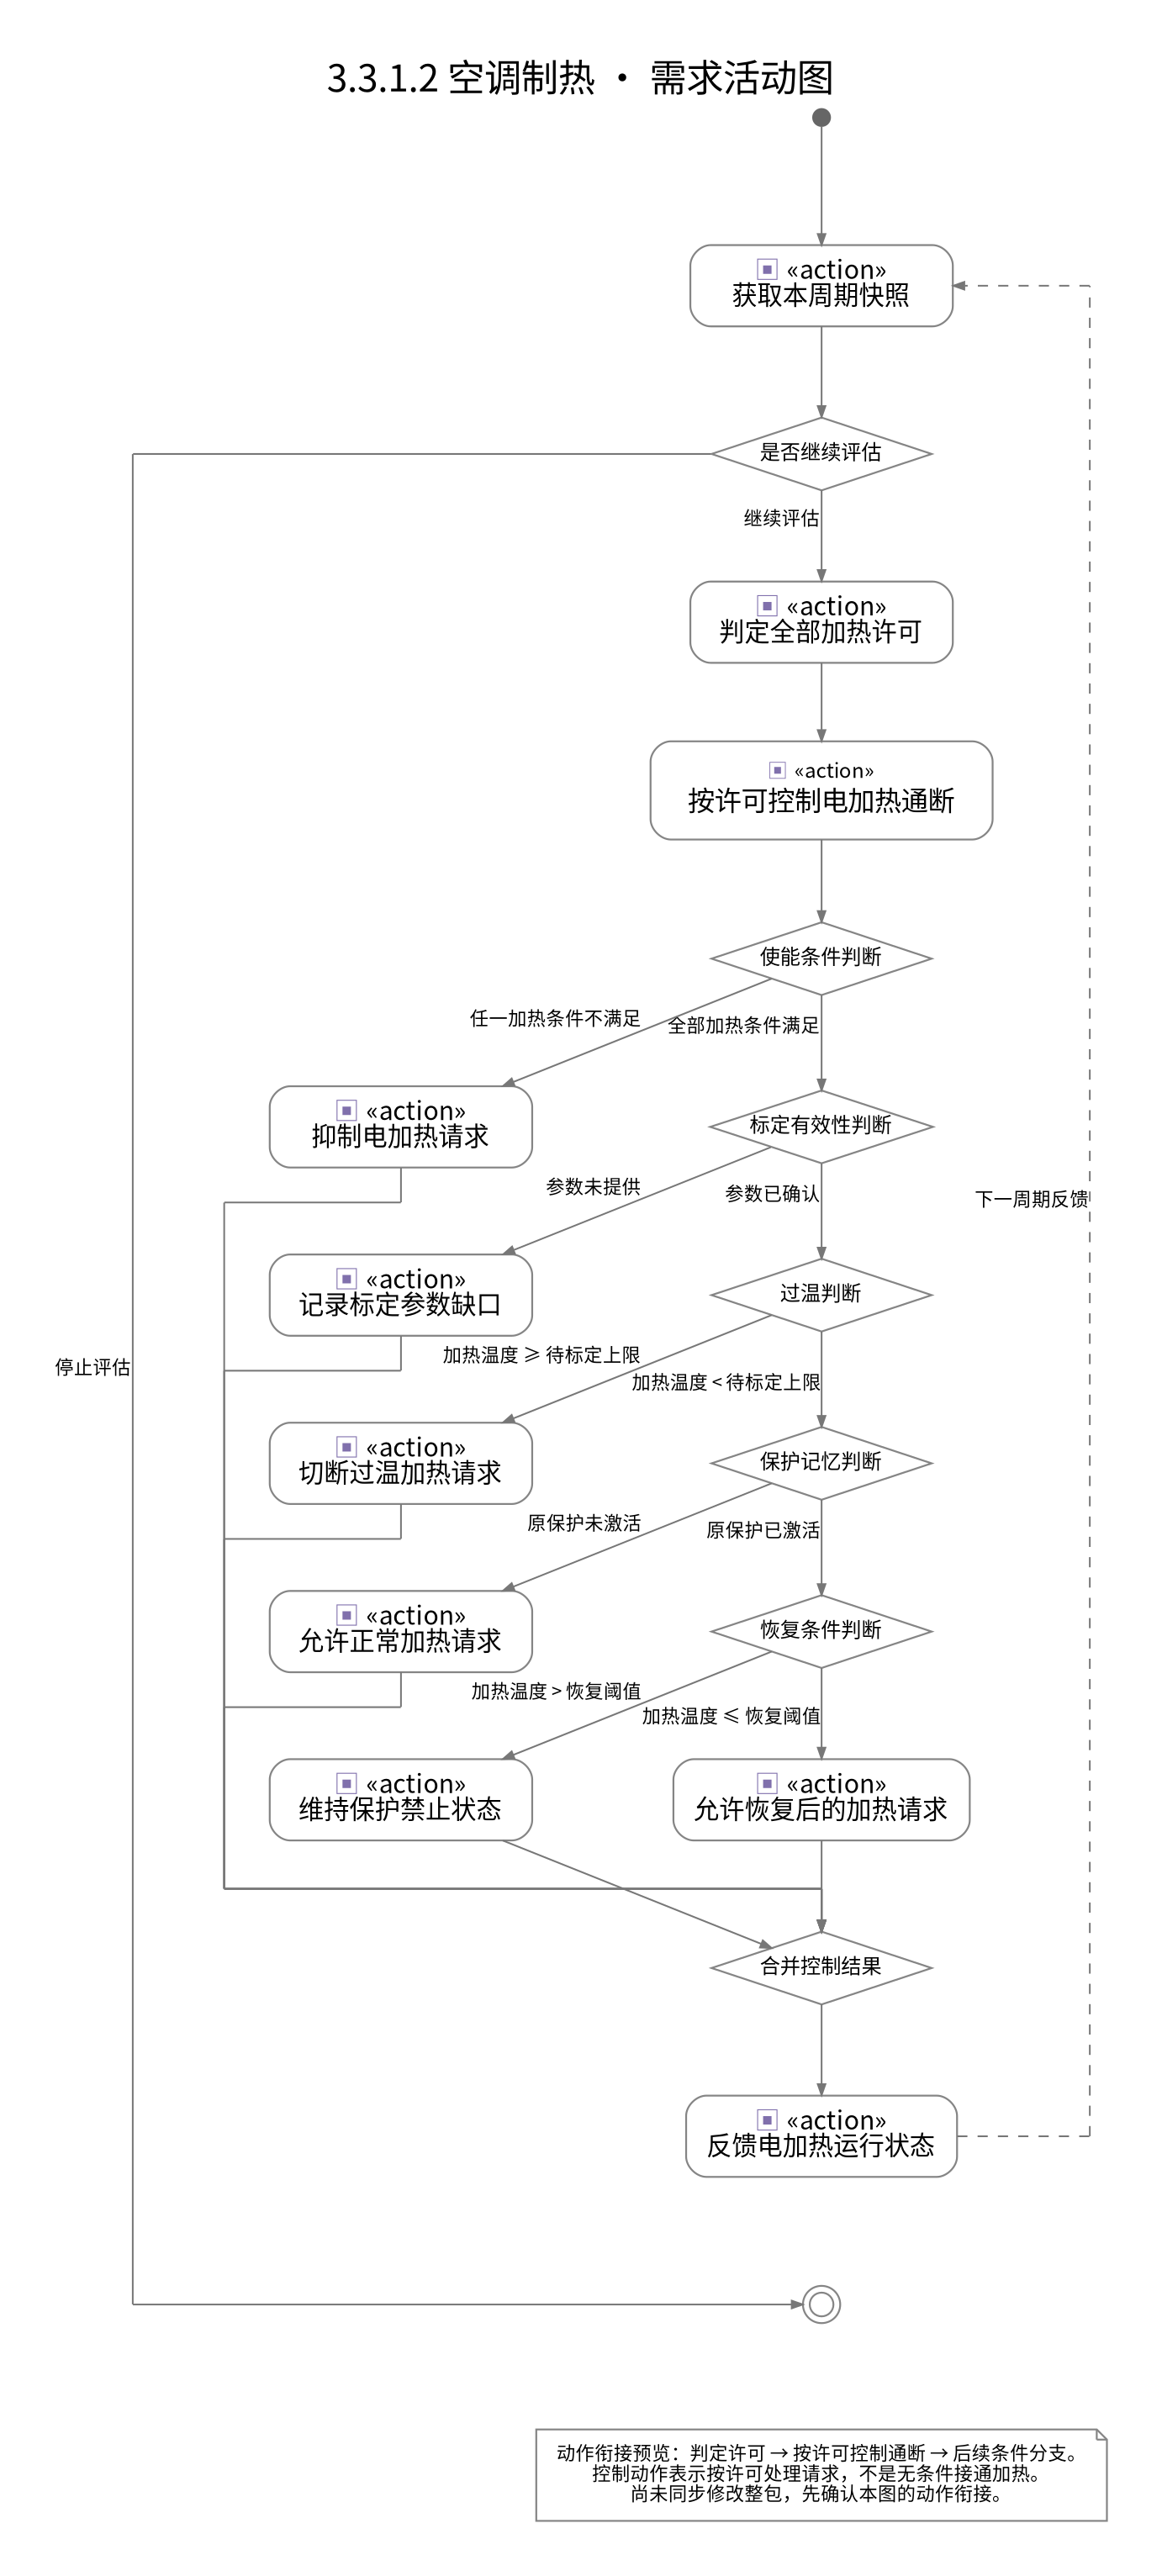 3.3.1.2 空调制热 · 需求活动图
«action»
获取本周期快照
是否继续评估
继续评估
«action»
判定全部加热许可
«action»
按许可控制电加热通断
使能条件判断
任一加热条件不满足
全部加热条件满足
«action»
抑制电加热请求
标定有效性判断
参数未提供
参数已确认
下一周期反馈
«action»
记录标定参数缺口
过温判断
加热温度 ≥ 待标定上限
停止评估
加热温度 < 待标定上限
«action»
切断过温加热请求
保护记忆判断
原保护未激活
原保护已激活
«action»
允许正常加热请求
恢复条件判断
加热温度 > 恢复阈值
加热温度 ≤ 恢复阈值
«action»
维持保护禁止状态
«action»
允许恢复后的加热请求
合并控制结果
«action»
反馈电加热运行状态
动作衔接预览：判定许可 → 按许可控制通断 → 后续条件分支。
控制动作表示按许可处理请求，不是无条件接通加热。
尚未同步修改整包，先确认本图的动作衔接。